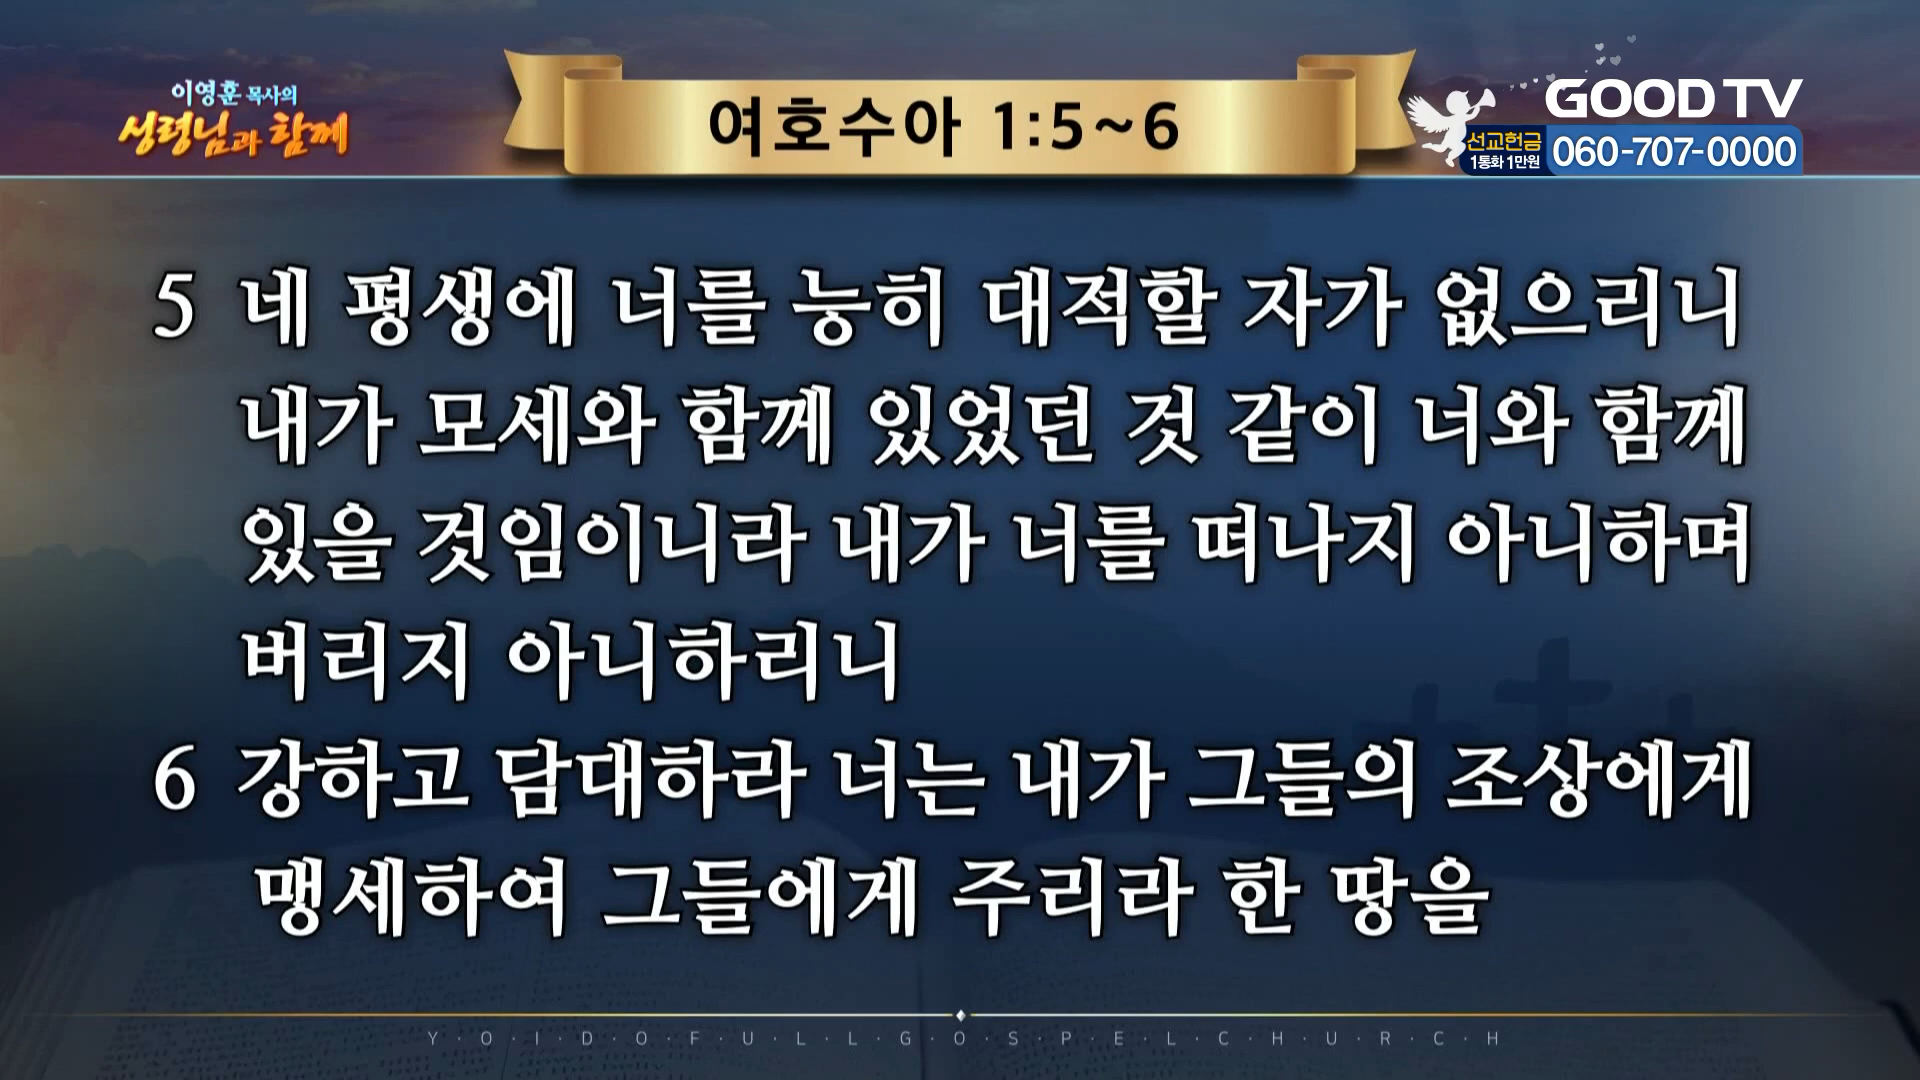 이영훈 목사의
성령님과 함께
여호수아 1:5~6
GOOD TV
선교헌금
1통화 1만원
060-707-0000
5 네 평생에 너를 능히 대적할 자가 없으리니
내가 모세와 함께 있었던 것 같이 너와 함께
있을 것임이니라 내가 너를 떠나지 아니하며
버리지 아니하리니
6 강하고 담대하라 너는 내가 그들의 조상에게
맹세하여 그들에게 주리라 한 땅을
Y·O·I·D·O·F·U·L·L·G·O·S·P·E·L·C·H·U·R·C·H